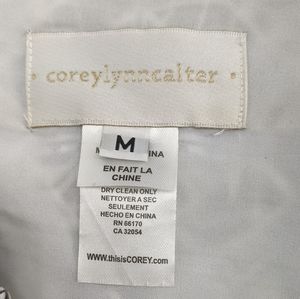 coreylynncalter
M
EN FAIT LA
CHINE
DRY CLEAN ONLY
NETTOYER A SEC
SEULEMENT
HECHO EN CHINA
RN 66170
CA 32054
www.thisisCOREY.com